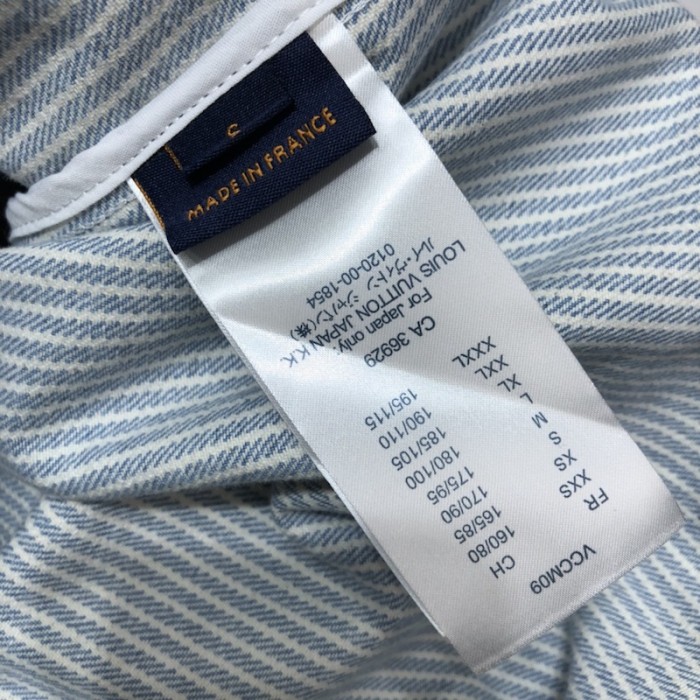 S
MADE IN FRANCE
VCCM09
FR CH
XXS 160/80
XS 165/85
S 170/90
M 175/95
L 180/100
XL 185/105
XXL 190/110
XXXL 195/115
CA 36929
For Japan only:
LOUIS VUITTON JAPAN K.K.
ルイ・ヴィトン ジャパン(株)
0120-00-1854